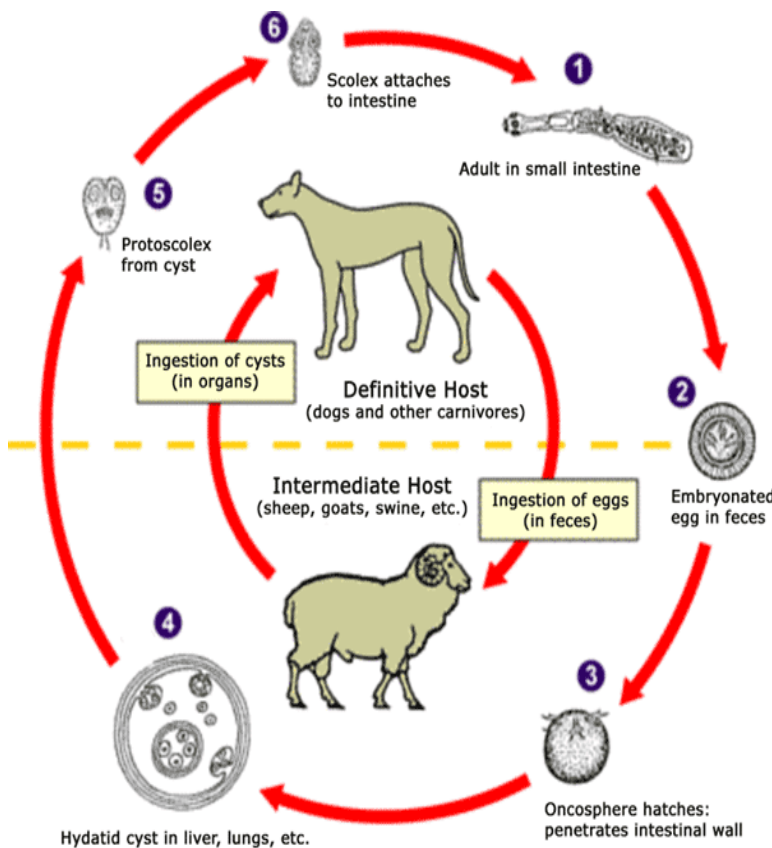 6
Scolex attaches
to intestine
1
Adult in small intestine
5
Protoscolex
from cyst
Ingestion of cysts
(in organs)
Definitive Host
(dogs and other carnivores)
2
Embryonated
egg in feces
Intermediate Host
(sheep, goats, swine, etc.)
Ingestion of eggs
(in feces)
4
Hydatid cyst in liver, lungs, etc.
3
Oncosphere hatches:
penetrates intestinal wall